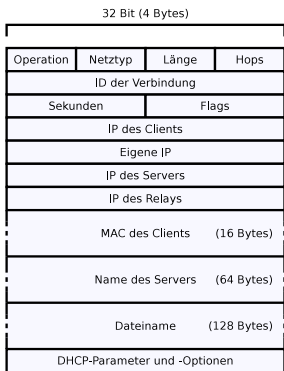 32 Bit (4 Bytes)
Operation Netztyp Länge Hops
ID der Verbindung
Sekunden Flags
IP des Clients
Eigene IP
IP des Servers
IP des Relays
MAC des Clients (16 Bytes)
Name des Servers (64 Bytes)
Dateiname (128 Bytes)
DHCP-Parameter und -Optionen